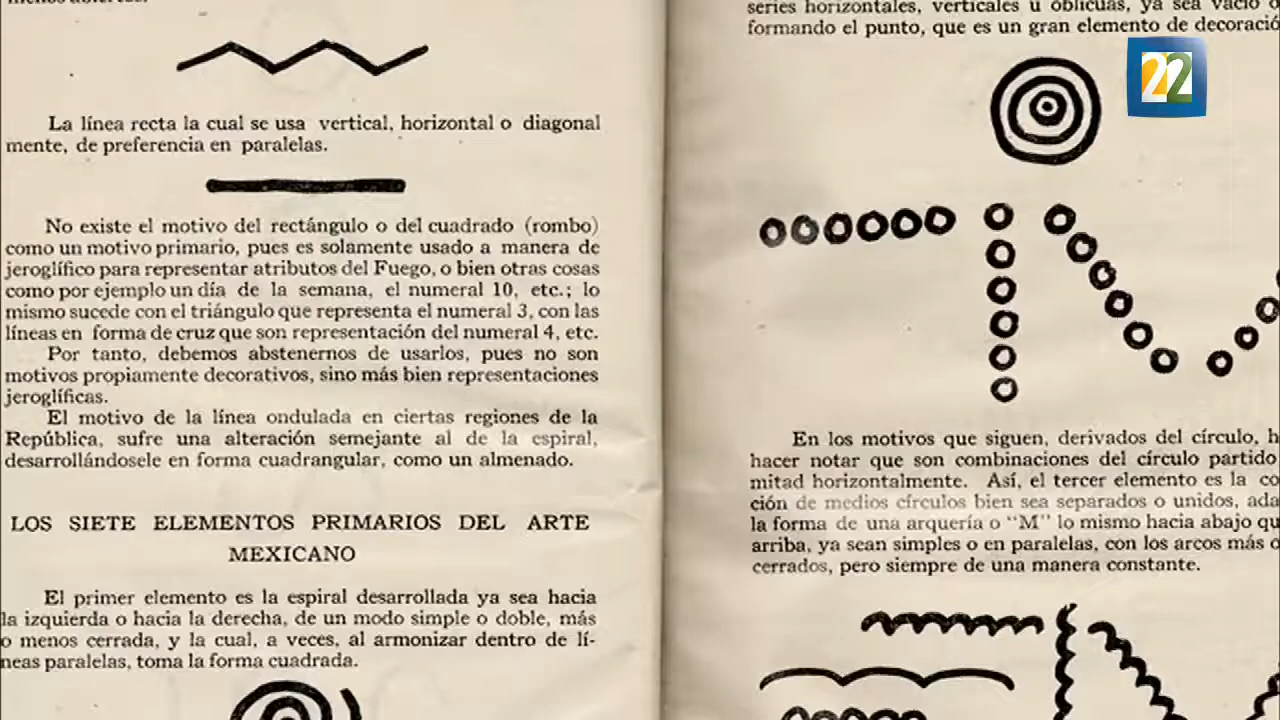 La línea recta la cual se usa vertical, horizontal o diagonal
mente, de preferencia en paralelas.
No existe el motivo del rectángulo o del cuadrado (rombo)
como un motivo primario, pues es solamente usado a manera de
jeroglífico para representar atributos del Fuego, o bien otras cosas
como por ejemplo un día de la semana, el numeral 10, etc.; lo
mismo sucede con el triángulo que representa el numeral 3, con las
líneas en forma de cruz que son representación del numeral 4, etc.
Por tanto, debemos abstenernos de usarlos, pues no son
motivos propiamente decorativos, sino más bien representaciones
jeroglíficas.
El motivo de la línea ondulada en ciertas regiones de la
República, sufre una alteración semejante al de la espiral,
desarrollándosele en forma cuadrangular, como un almenado.
LOS SIETE ELEMENTOS PRIMARIOS DEL ARTE
MEXICANO
El primer elemento es la espiral desarrollada ya sea hacia
la izquierda o hacia la derecha, de un modo simple o doble, más
o menos cerrada, y la cual, a veces, al armonizar dentro de lí-
neas paralelas, toma la forma cuadrada.
series horizontales, verticales u oblicuas, ya sea vacío o
formando el punto, que es un gran elemento de decoració
22
En los motivos que siguen, derivados del círculo, h
hacer notar que son combinaciones del círculo partido
mitad horizontalmente. Así, el tercer elemento es la co
ción de medios círculos bien sea separados o unidos, ada
la forma de una arquería o "M" lo mismo hacia abajo qu
arriba, ya sean simples o en paralelas, con los arcos más o
cerrados, pero siempre de una manera constante.